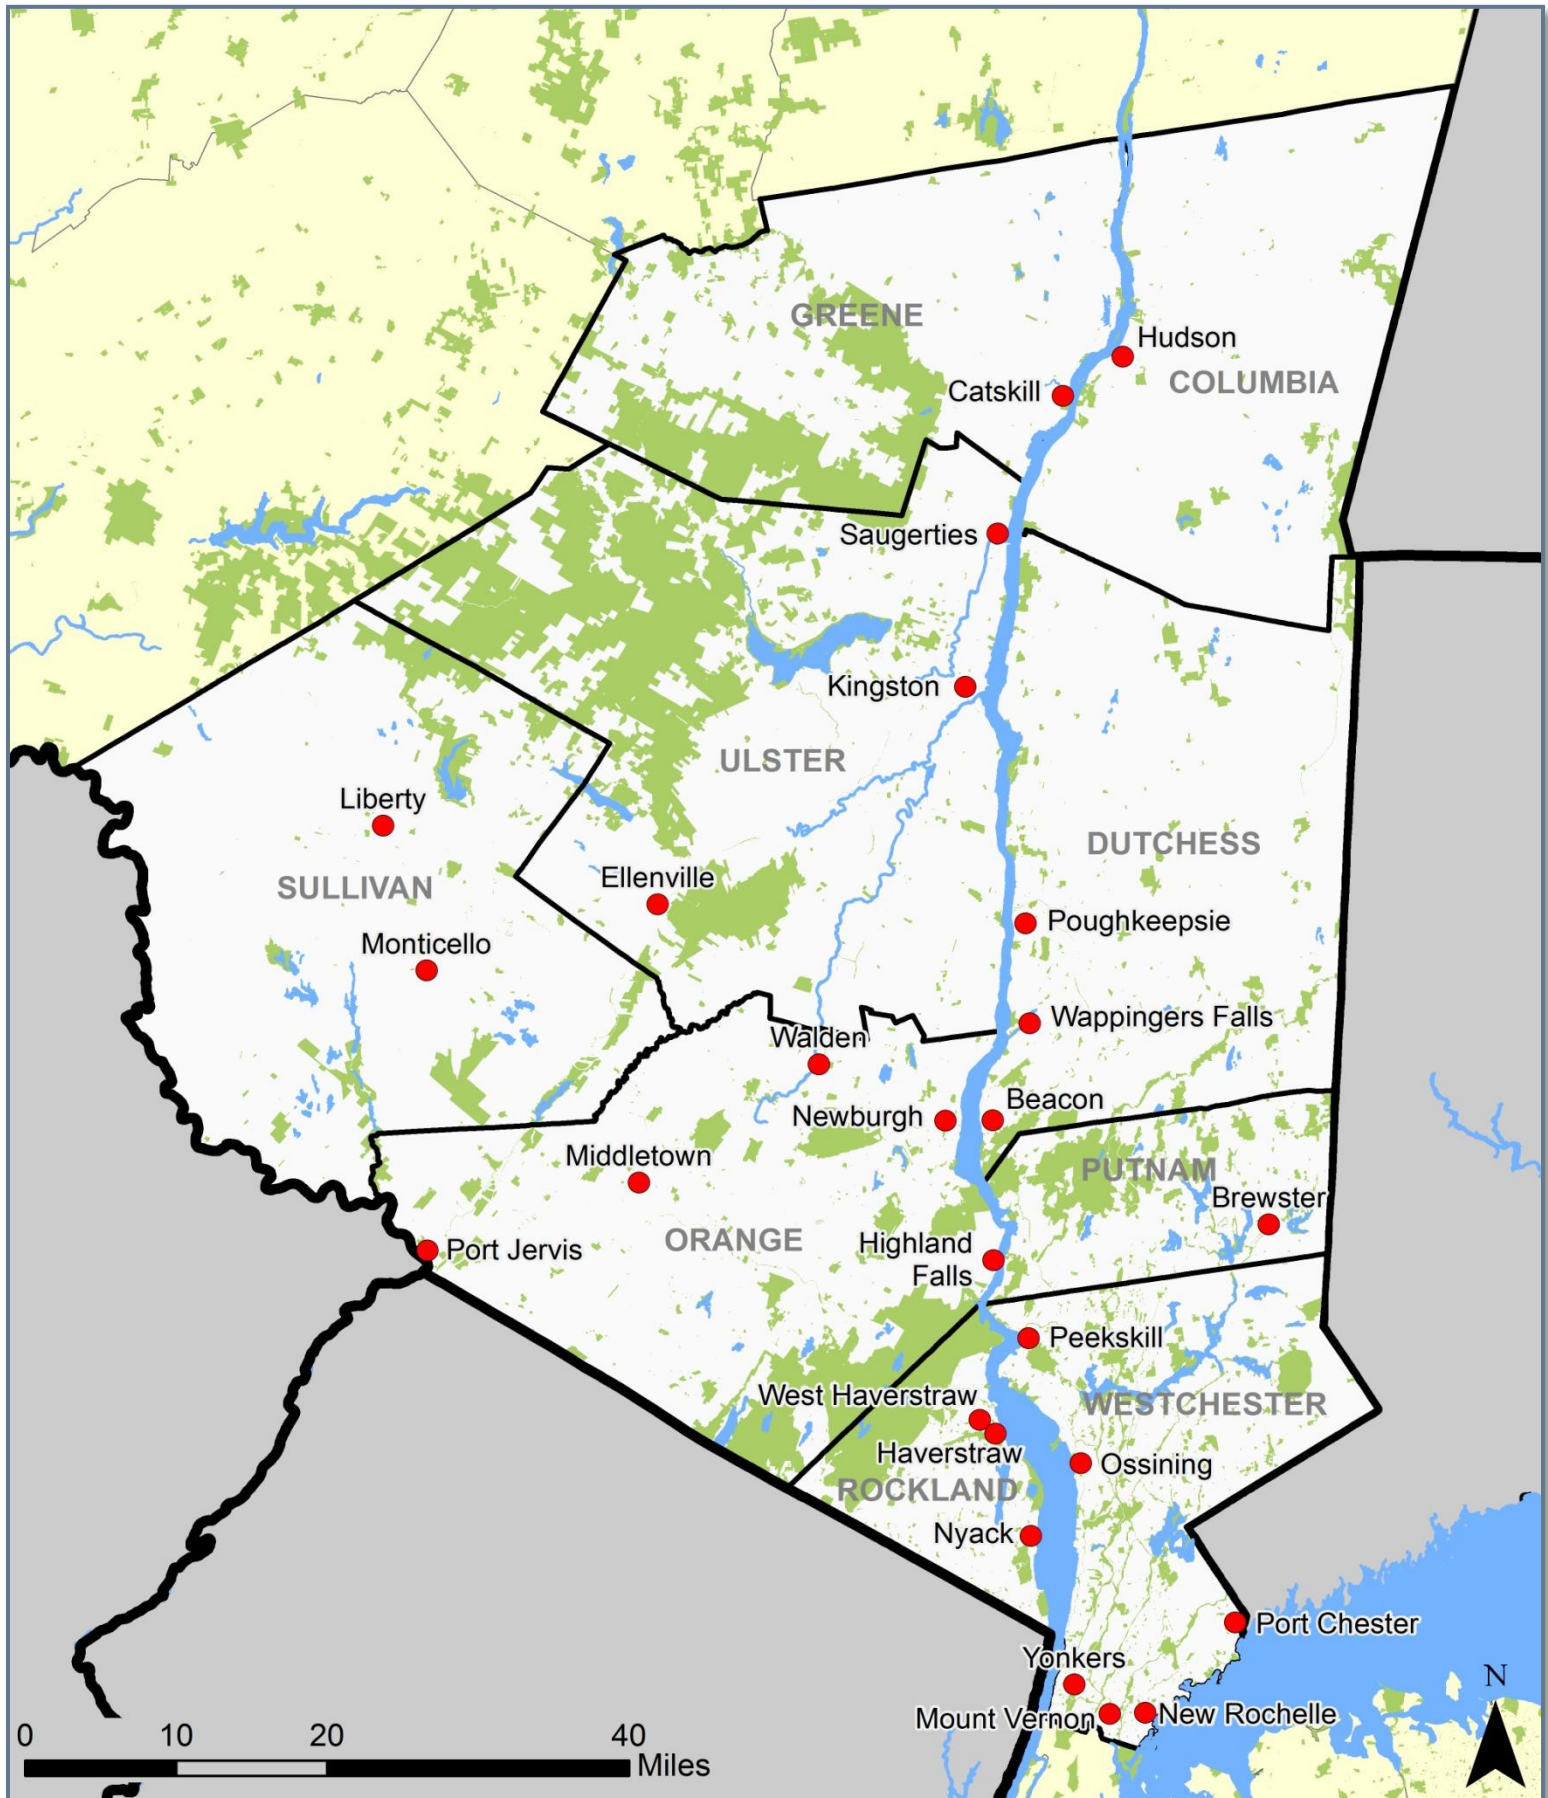 GREENE
Hudson
COLUMBIA
Catskill
Saugerties
Kingston
ULSTER
Liberty
DUTCHESS
SULLIVAN
Ellenville
Poughkeepsie
Monticello
Wappingers Falls
Walden
Beacon
Newburgh
Middletown
PUTNAM
Brewster
ORANGE
Highland
Falls
Port Jervis
Peekskill
West Haverstraw
WESTCHESTER
Haverstraw
Ossining
ROCKLAND
Nyack
Port Chester
Yonkers
N
Mount Vernon
New Rochelle
0 10 20 40
Miles